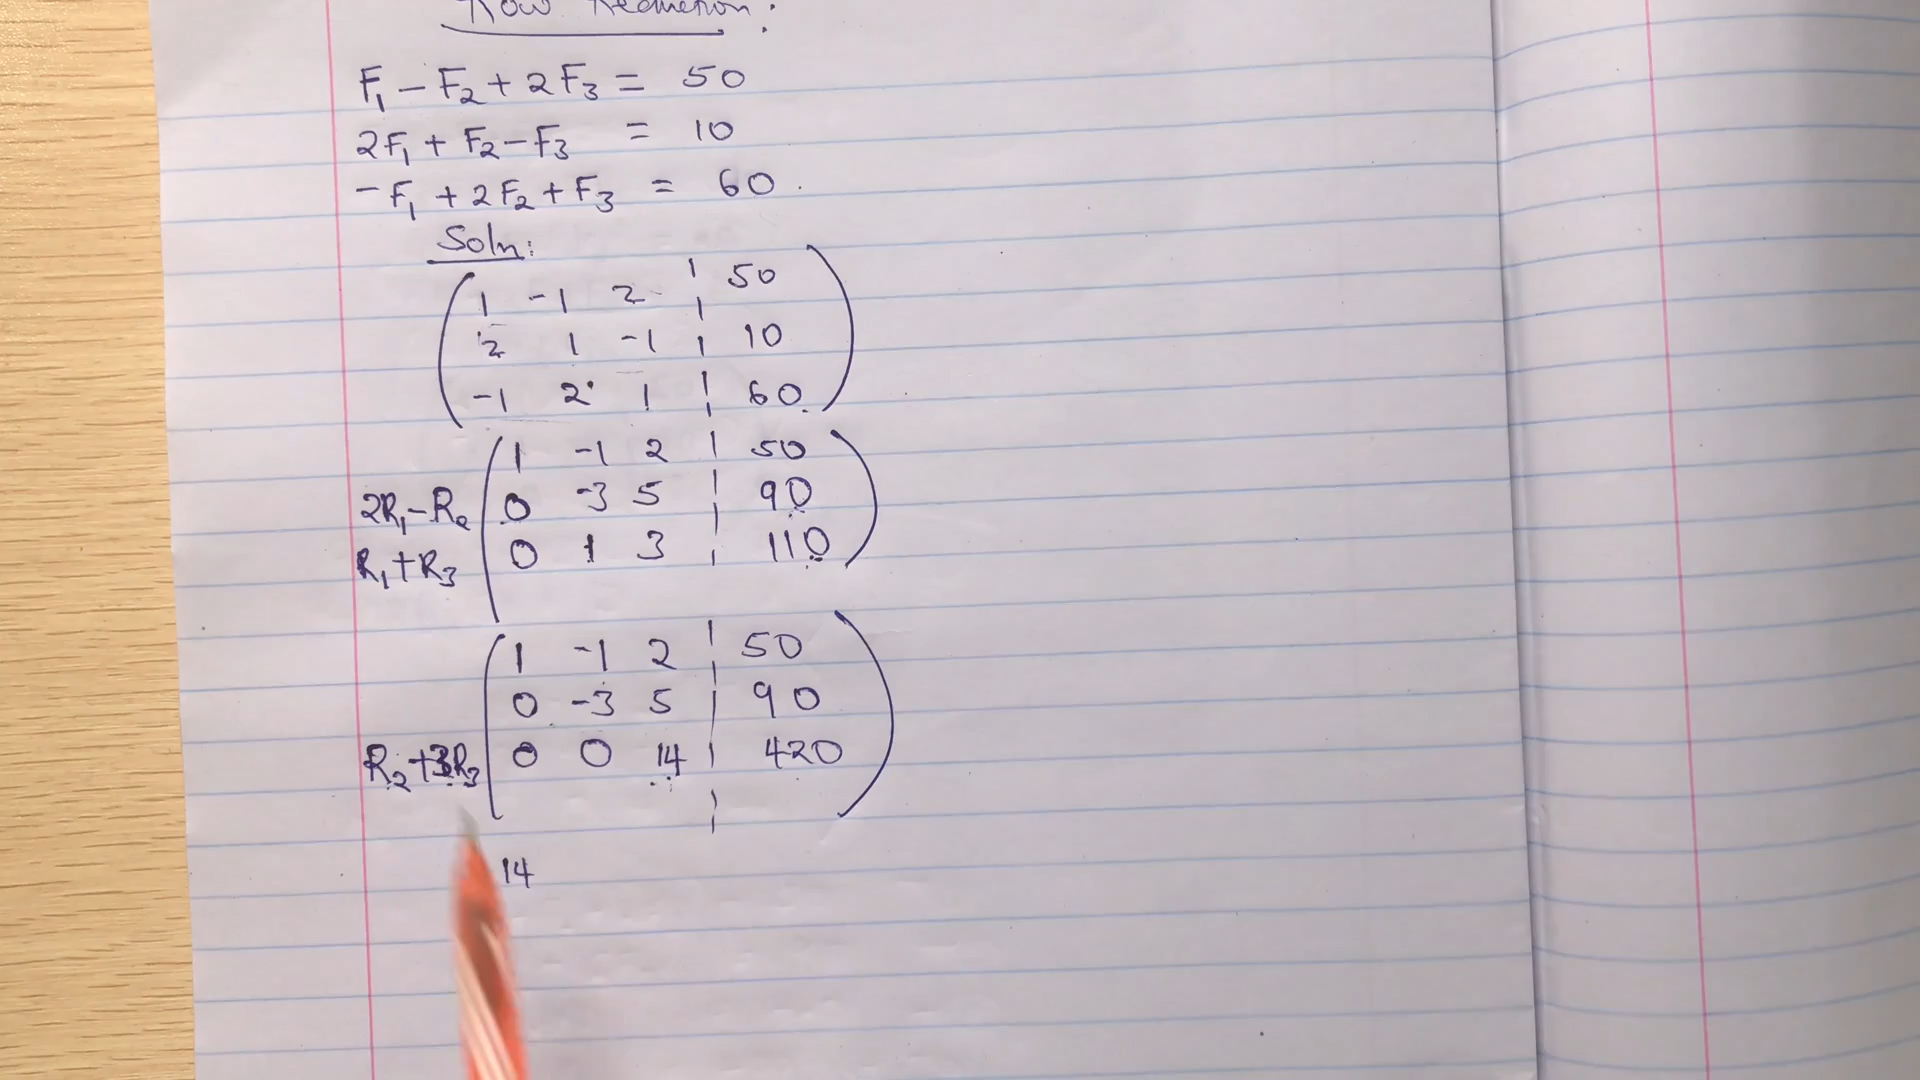 Row Reduction:
F₁ - F₂ + 2F₃ = 50
2F₁ + F₂ - F₃ = 10
-F₁ + 2F₂ + F₃ = 60.
Soln:
1 -1 2 | 50
2 1 -1 | 10
-1 2 1 | 60
1 -1 2 | 50
2R₁-R₂ 0 -3 5 | 90
R₁+R₃ 0 1 3 | 110
1 -1 2 | 50
0 -3 5 | 90
R₂+3R₃ 0 0 14 | 420
14